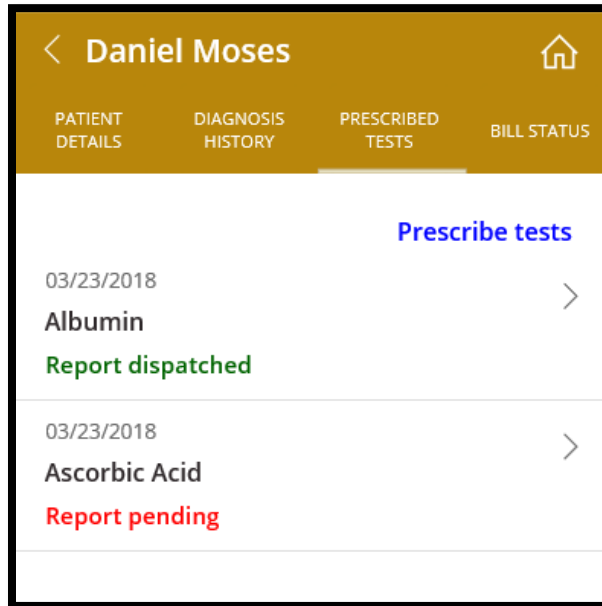 Daniel Moses
PATIENT
DETAILS
DIAGNOSIS
HISTORY
PRESCRIBED
TESTS
BILL STATUS
Prescribe tests
03/23/2018
Albumin
Report dispatched
03/23/2018
Ascorbic Acid
Report pending